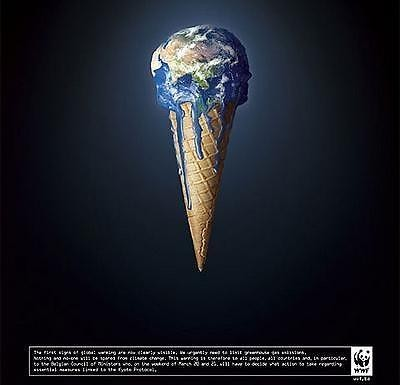 The first signs of global warming are now clearly visible. We urgently need to limit greenhouse gas emissions.
Nothing and no-one will be spared from climate change. This warning is therefore to all people, all countries and, in particular,
to the Belgian Council of Ministers who, on the weekend of March 20 and 21, will have to decide what action to take regarding
essential measures linked to the Kyoto Protocol.
WWF
wwf.be